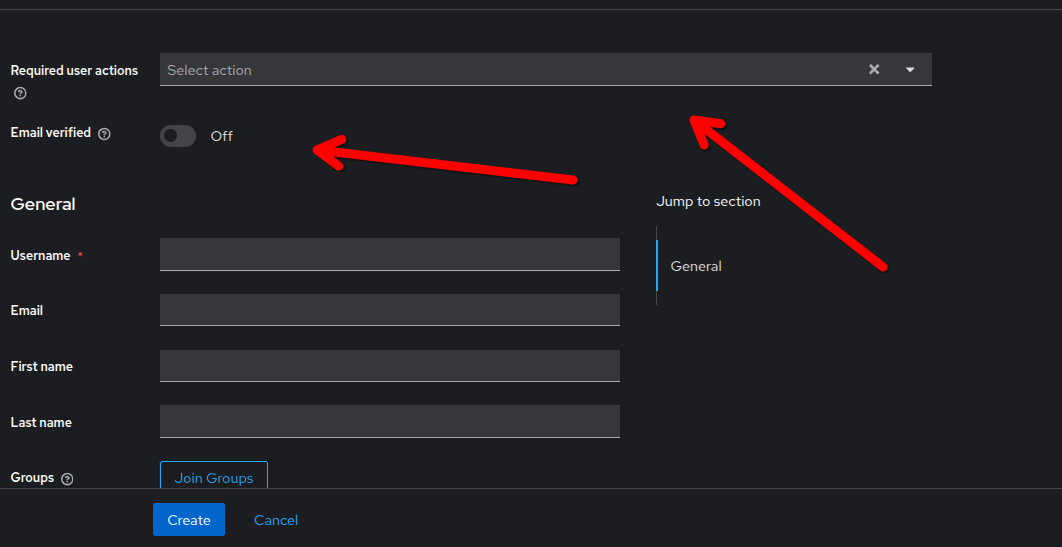 Required user actions
Select action
Email verified
Off
General
Jump to section
Username *
General
Email
First name
Last name
Groups
Join Groups
Create
Cancel